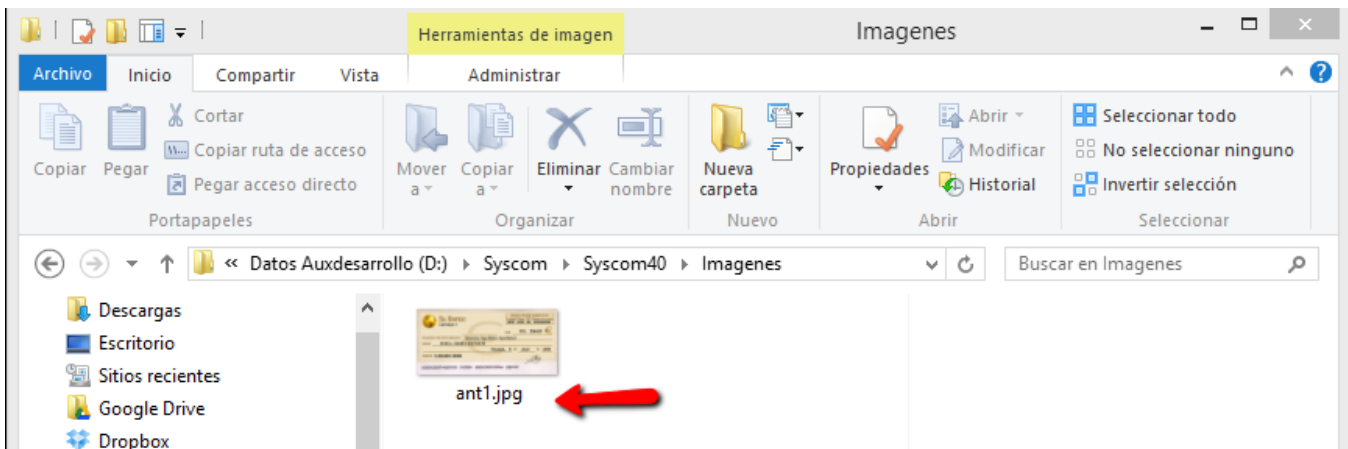 Herramientas de imagen
Imagenes
Archivo Inicio Compartir Vista Administrar
Copiar
Pegar
Cortar
Copiar ruta de acceso
Pegar acceso directo
Portapapeles
Mover a
Copiar a
Eliminar
Cambiar nombre
Organizar
Nueva carpeta
Nuevo
Propiedades
Abrir
Modificar
Historial
Abrir
Seleccionar todo
No seleccionar ninguno
Invertir selección
Seleccionar
« Datos Auxdesarrollo (D:) Syscom Syscom40 Imagenes
Buscar en Imagenes
Descargas
Escritorio
Sitios recientes
Google Drive
Dropbox
ant1.jpg